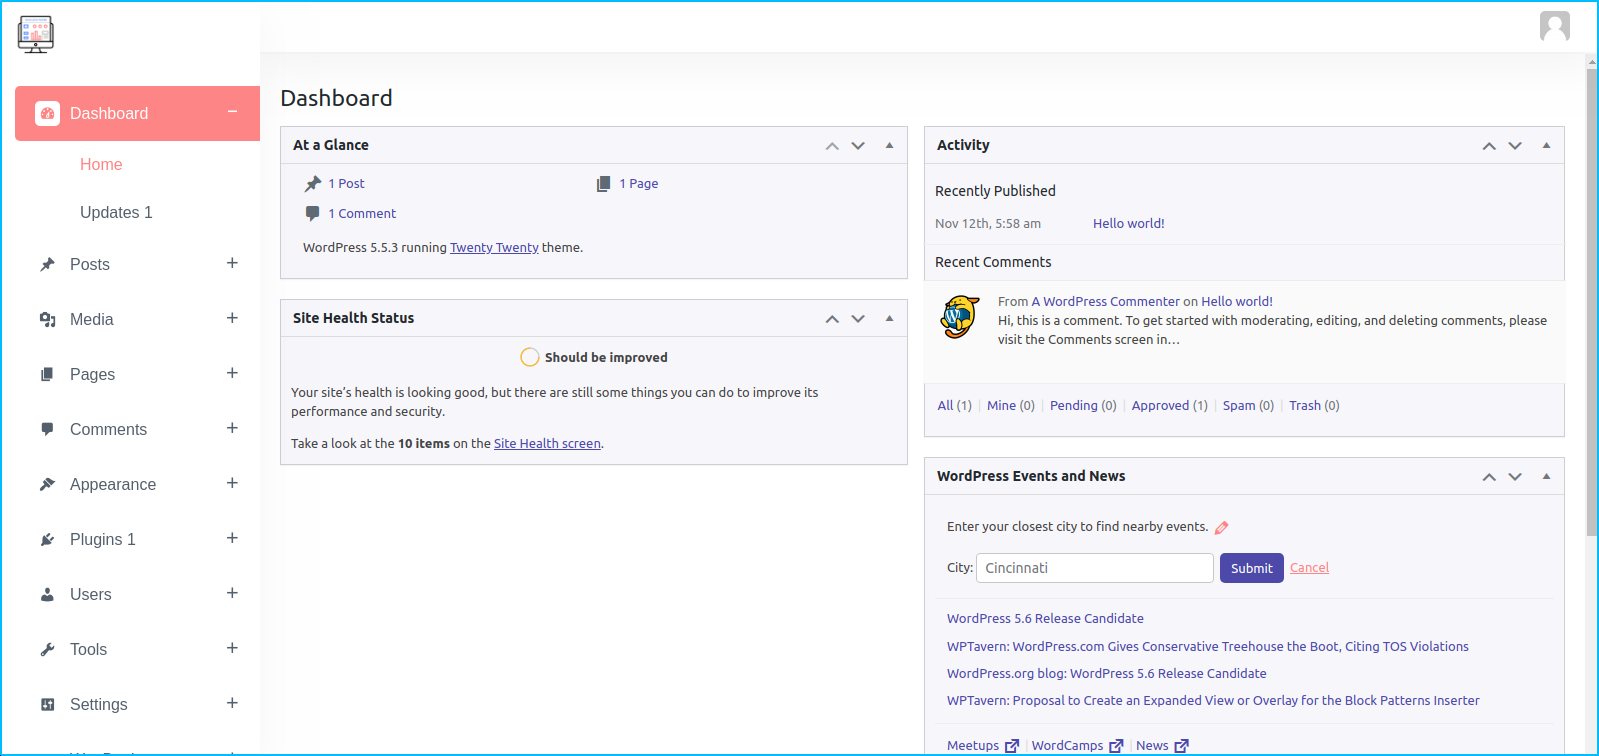 Dashboard
Home
Updates 1
Posts
Media
Pages
Comments
Appearance
Plugins 1
Users
Tools
Settings
Dashboard
At a Glance
1 Post
1 Page
1 Comment
WordPress 5.5.3 running Twenty Twenty theme.
Site Health Status
Should be improved
Your site’s health is looking good, but there are still some things you can do to improve its
performance and security.
Take a look at the 10 items on the Site Health screen.
Activity
Recently Published
Nov 12th, 5:58 am Hello world!
Recent Comments
From A WordPress Commenter on Hello world!
Hi, this is a comment. To get started with moderating, editing, and deleting comments, please
visit the Comments screen in…
All (1) | Mine (0) | Pending (0) | Approved (1) | Spam (0) | Trash (0)
WordPress Events and News
Enter your closest city to find nearby events.
City: Cincinnati Submit Cancel
WordPress 5.6 Release Candidate
WPTavern: WordPress.com Gives Conservative Treehouse the Boot, Citing TOS Violations
WordPress.org blog: WordPress 5.6 Release Candidate
WPTavern: Proposal to Create an Expanded View or Overlay for the Block Patterns Inserter
Meetups | WordCamps | News